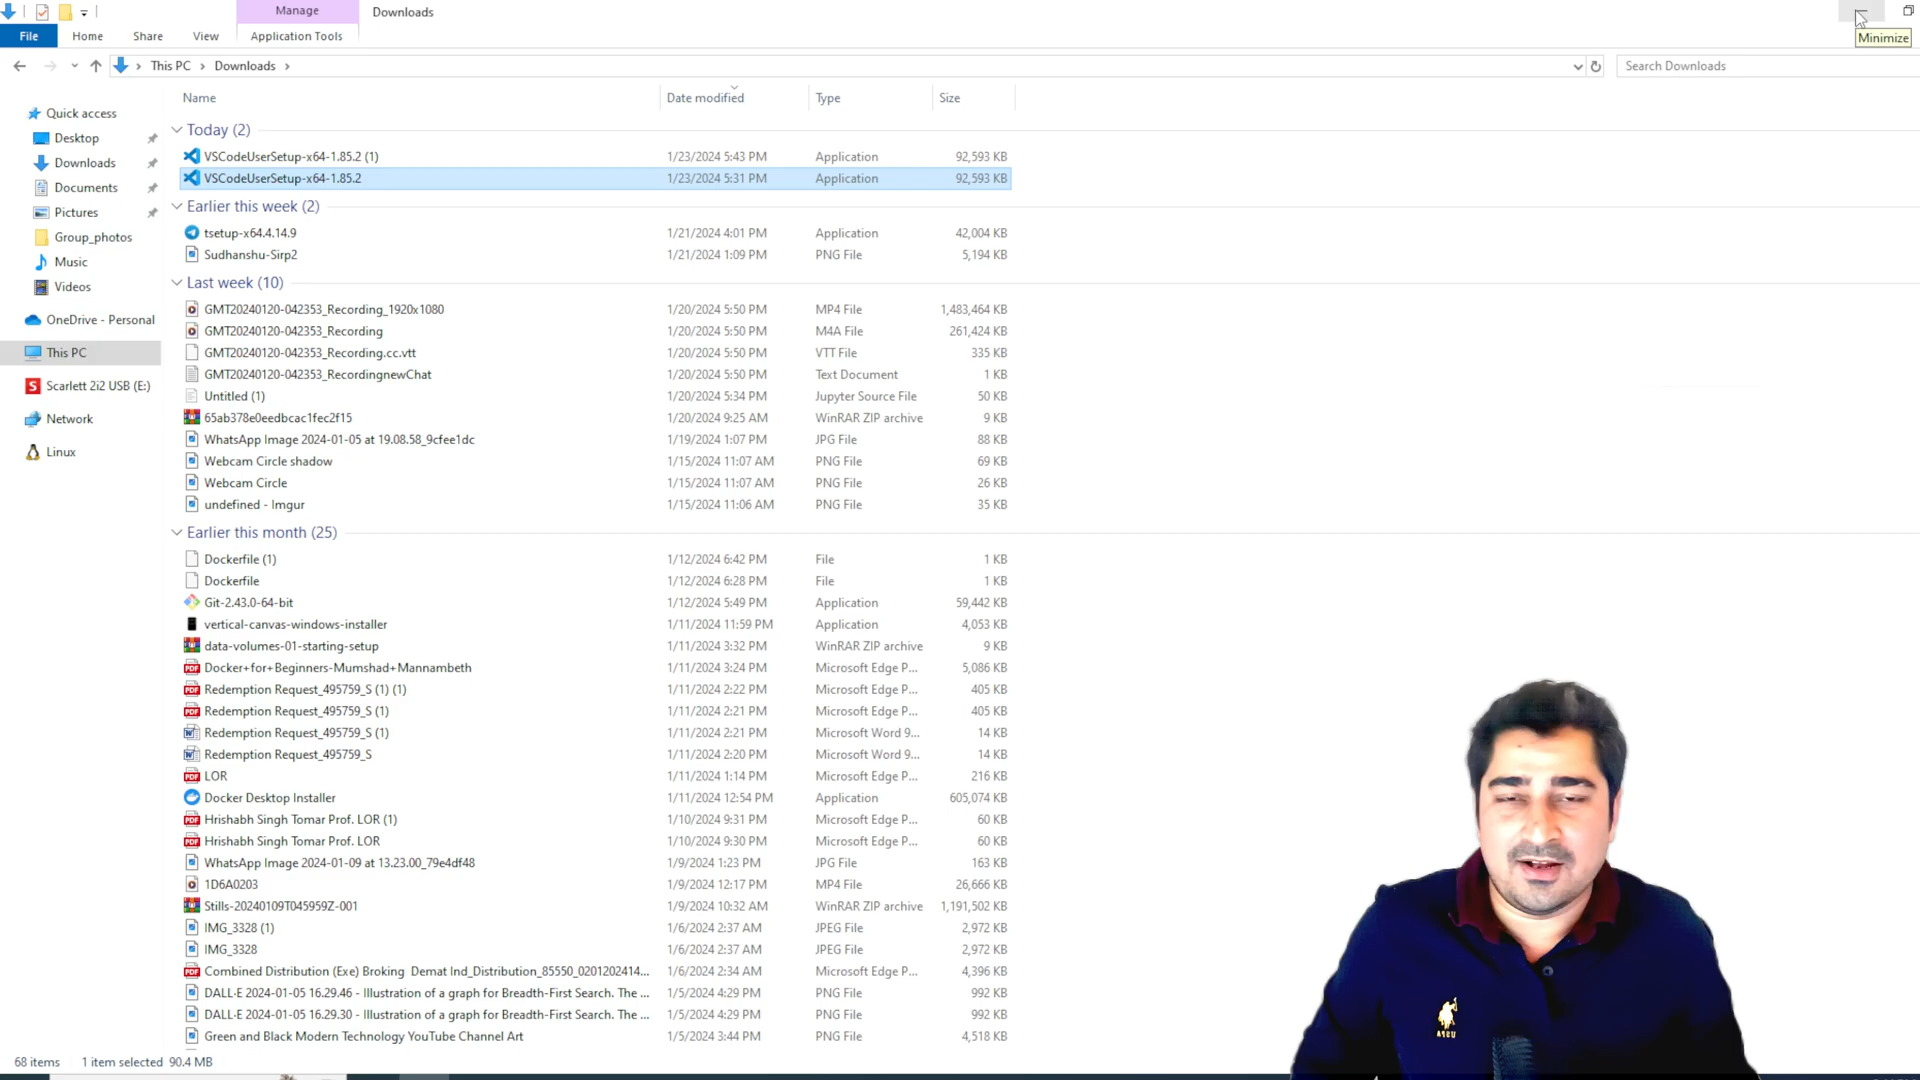 Manage
Downloads
File
Home
Share
View
Application Tools
Minimize
This PC
Downloads
Search Downloads
Name
Date modified
Type
Size
Quick access
Desktop
Downloads
Documents
Pictures
Group_photos
Music
Videos
OneDrive - Personal
This PC
Scarlett 2i2 USB (E:)
Network
Linux
Today (2)
VSCodeUserSetup-x64-1.85.2 (1) 1/23/2024 5:43 PM Application 92,593 KB
VSCodeUserSetup-x64-1.85.2 1/23/2024 5:31 PM Application 92,593 KB
Earlier this week (2)
tsetup-x64.4.14.9 1/21/2024 4:01 PM Application 42,004 KB
Sudhanshu-Sirp2 1/21/2024 1:09 PM PNG File 5,194 KB
Last week (10)
GMT20240120-042353_Recording_1920x1080 1/20/2024 5:50 PM MP4 File 1,483,464 KB
GMT20240120-042353_Recording 1/20/2024 5:50 PM M4A File 261,424 KB
GMT20240120-042353_Recording.cc.vtt 1/20/2024 5:50 PM VTT File 335 KB
GMT20240120-042353_RecordingnewChat 1/20/2024 5:50 PM Text Document 1 KB
Untitled (1) 1/20/2024 5:34 PM Jupyter Source File 50 KB
65ab378e0eedbcac1fec2f15 1/20/2024 9:25 AM WinRAR ZIP archive 9 KB
WhatsApp Image 2024-01-05 at 19.08.58_9cfee1dc 1/19/2024 1:07 PM JPG File 88 KB
Webcam Circle shadow 1/15/2024 11:07 AM PNG File 69 KB
Webcam Circle 1/15/2024 11:07 AM PNG File 26 KB
undefined - Imgur 1/15/2024 11:06 AM PNG File 35 KB
Earlier this month (25)
Dockerfile (1) 1/12/2024 6:42 PM File 1 KB
Dockerfile 1/12/2024 6:28 PM File 1 KB
Git-2.43.0-64-bit 1/12/2024 5:49 PM Application 59,442 KB
vertical-canvas-windows-installer 1/11/2024 11:59 PM Application 4,053 KB
data-volumes-01-starting-setup 1/11/2024 3:32 PM WinRAR ZIP archive 9 KB
Docker+for+Beginners-Mumshad+Mannambeth 1/11/2024 3:24 PM Microsoft Edge P... 5,086 KB
Redemption Request_495759_S (1) (1) 1/11/2024 2:22 PM Microsoft Edge P... 405 KB
Redemption Request_495759_S (1) 1/11/2024 2:21 PM Microsoft Edge P... 405 KB
Redemption Request_495759_S (1) 1/11/2024 2:21 PM Microsoft Word 9... 14 KB
Redemption Request_495759_S 1/11/2024 2:20 PM Microsoft Word 9... 14 KB
LOR 1/11/2024 1:14 PM Microsoft Edge P... 216 KB
Docker Desktop Installer 1/11/2024 12:54 PM Application 605,074 KB
Hrishabh Singh Tomar Prof. LOR (1) 1/10/2024 9:31 PM Microsoft Edge P... 60 KB
Hrishabh Singh Tomar Prof. LOR 1/10/2024 9:30 PM Microsoft Edge P... 60 KB
WhatsApp Image 2024-01-09 at 13.23.00_79e4df48 1/9/2024 1:23 PM JPG File 163 KB
1D6A0203 1/9/2024 12:17 PM MP4 File 26,666 KB
Stills-20240109T045959Z-001 1/9/2024 10:32 AM WinRAR ZIP archive 1,191,502 KB
IMG_3328 (1) 1/6/2024 2:37 AM JPEG File 2,972 KB
IMG_3328 1/6/2024 2:37 AM JPEG File 2,972 KB
Combined Distribution (Exe) Broking Demat Ind_Distribution_85550_0201202414... 1/6/2024 2:34 AM Microsoft Edge P... 4,396 KB
DALL·E 2024-01-05 16.29.46 - Illustration of a graph for Breadth-First Search. The ... 1/5/2024 4:29 PM PNG File 992 KB
DALL·E 2024-01-05 16.29.30 - Illustration of a graph for Breadth-First Search. The ... 1/5/2024 4:29 PM PNG File 992 KB
Green and Black Modern Technology YouTube Channel Art 1/5/2024 3:44 PM PNG File 4,518 KB
68 items 1 item selected 90.4 MB